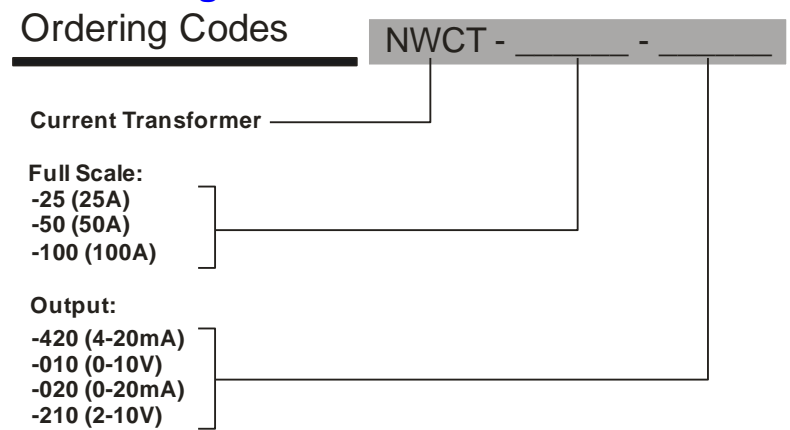 Ordering Codes
NWCT - ______ - ______
Current Transformer
Full Scale:
-25 (25A)
-50 (50A)
-100 (100A)
Output:
-420 (4-20mA)
-010 (0-10V)
-020 (0-20mA)
-210 (2-10V)